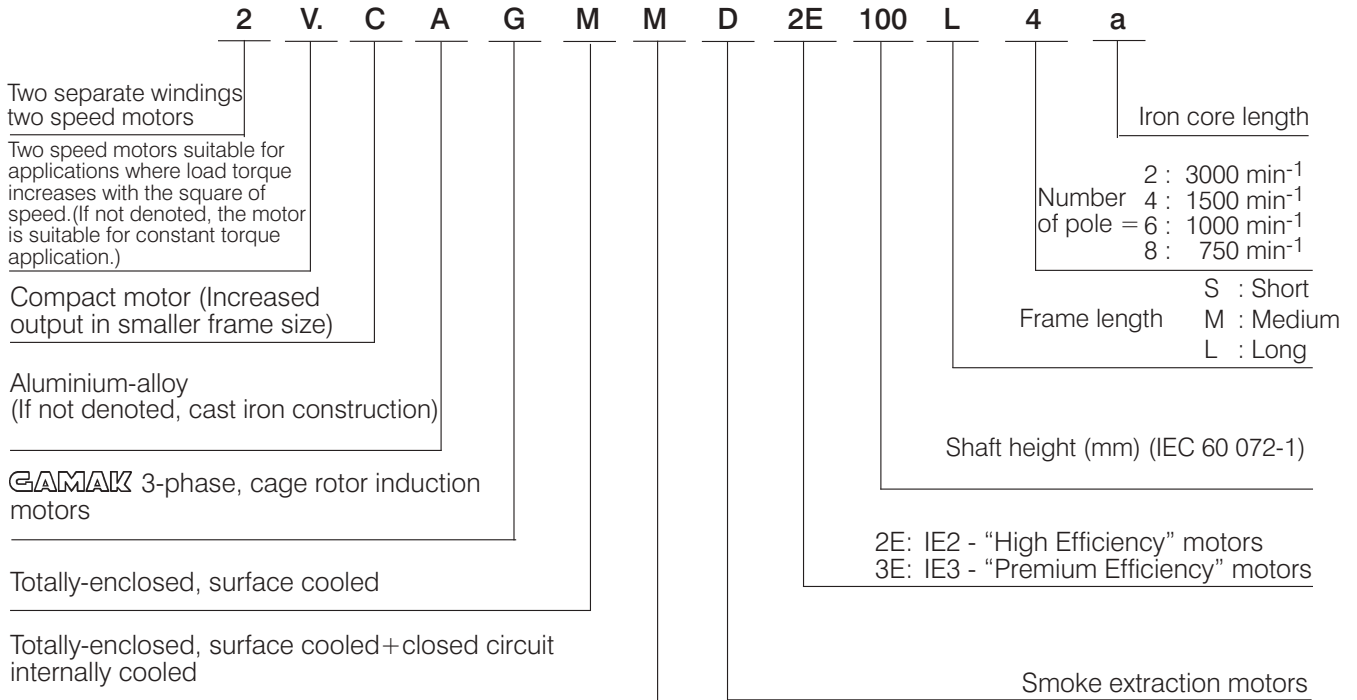 2 V. C A G M M D 2E 100 L 4 a
Two separate windings
two speed motors
Two speed motors suitable for
applications where load torque
increases with the square of
speed.(If not denoted, the motor
is suitable for constant torque
application.)
Compact motor (Increased
output in smaller frame size)
Aluminium-alloy
(If not denoted, cast iron construction)
GAMAK 3-phase, cage rotor induction
motors
Totally-enclosed, surface cooled
Totally-enclosed, surface cooled+closed circuit
internally cooled
Iron core length
Number of pole =
2 : 3000 min-1
4 : 1500 min-1
6 : 1000 min-1
8 : 750 min-1
Frame length
S : Short
M : Medium
L : Long
Shaft height (mm) (IEC 60 072-1)
2E: IE2 - “High Efficiency” motors
3E: IE3 - “Premium Efficiency” motors
Smoke extraction motors